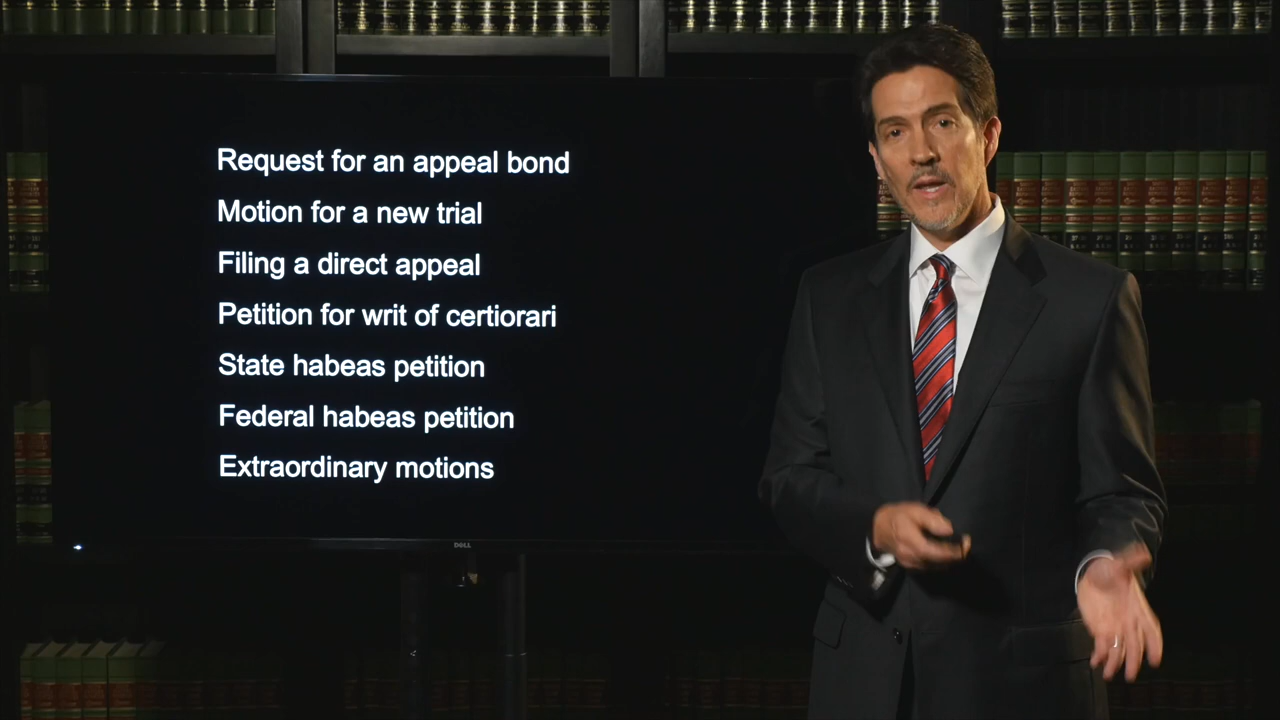 Request for an appeal bond
Motion for a new trial
Filing a direct appeal
Petition for writ of certiorari
State habeas petition
Federal habeas petition
Extraordinary motions
DELL